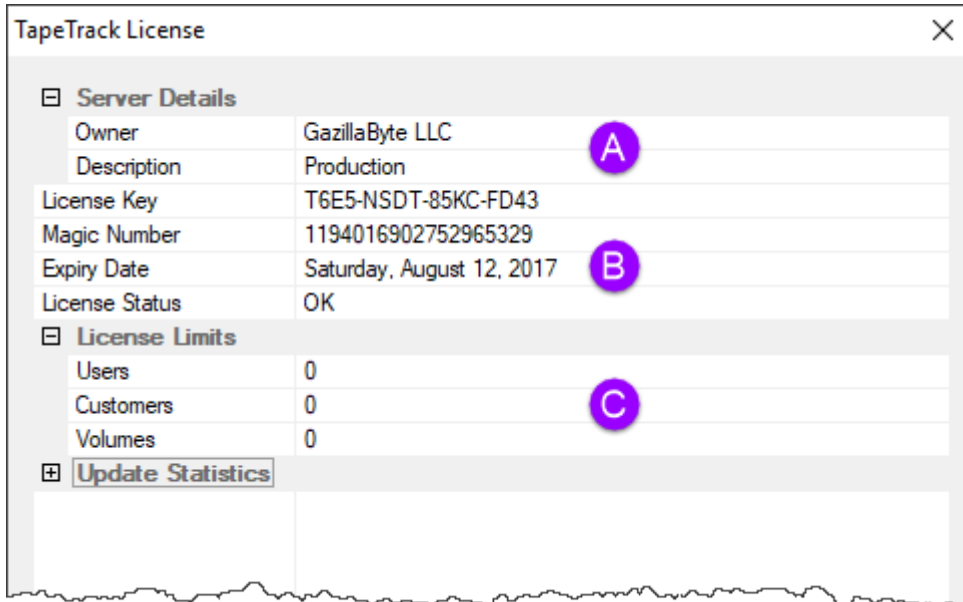 TapeTrack License
Server Details
Owner GazillaByte LLC
A
Description Production
License Key T6E5-NSDT-85KC-FD43
Magic Number 1194016902752965329
Expiry Date Saturday, August 12, 2017 B
License Status OK
License Limits
Users 0
Customers 0 C
Volumes 0
Update Statistics